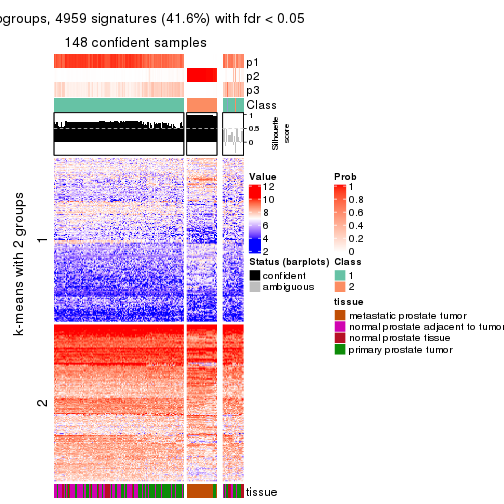 ogroups, 4959 signatures (41.6%) with fdr < 0.05
148 confident samples
p1
p2
p3
Class
1
0.5
0
Silhouette
score
k-means with 2 groups
1
2
Value
12
10
8
6
4
2
Prob
1
0.8
0.6
0.4
0.2
0
Status (barplots)
confident
ambiguous
Class
1
2
tissue
metastatic prostate tumor
normal prostate adjacent to tumor
normal prostate tissue
primary prostate tumor
tissue